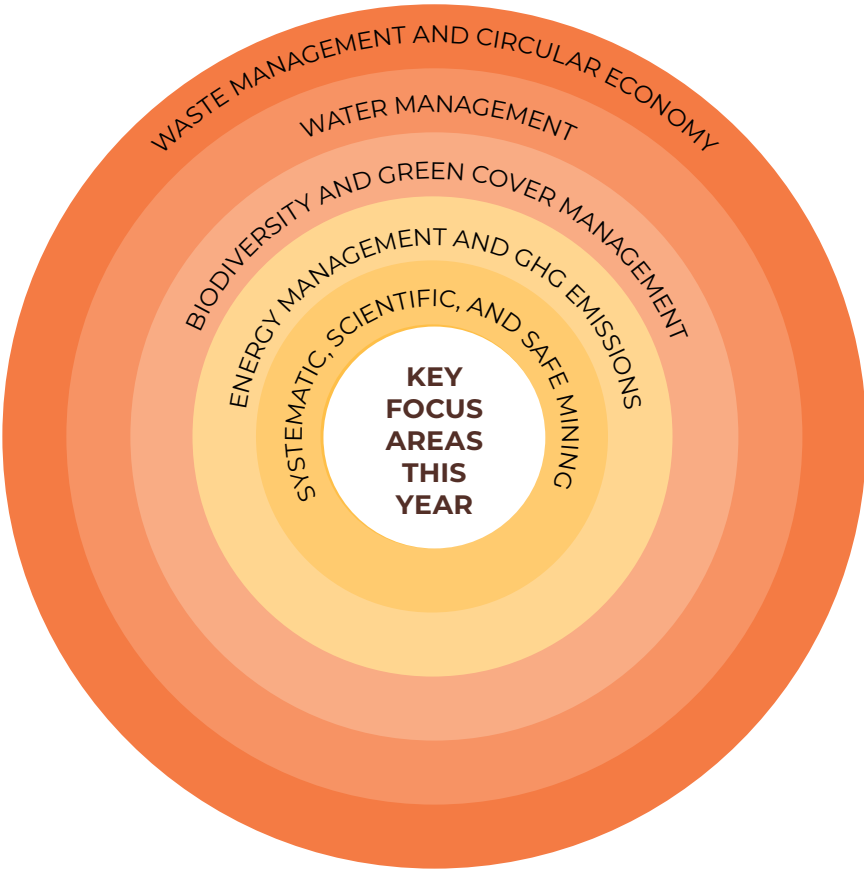 WASTE MANAGEMENT AND CIRCULAR ECONOMY
WATER MANAGEMENT
BIODIVERSITY AND GREEN COVER MANAGEMENT
ENERGY MANAGEMENT AND GHG EMISSIONS
SYSTEMATIC, SCIENTIFIC, AND SAFE MINING
KEY
FOCUS
AREAS
THIS
YEAR